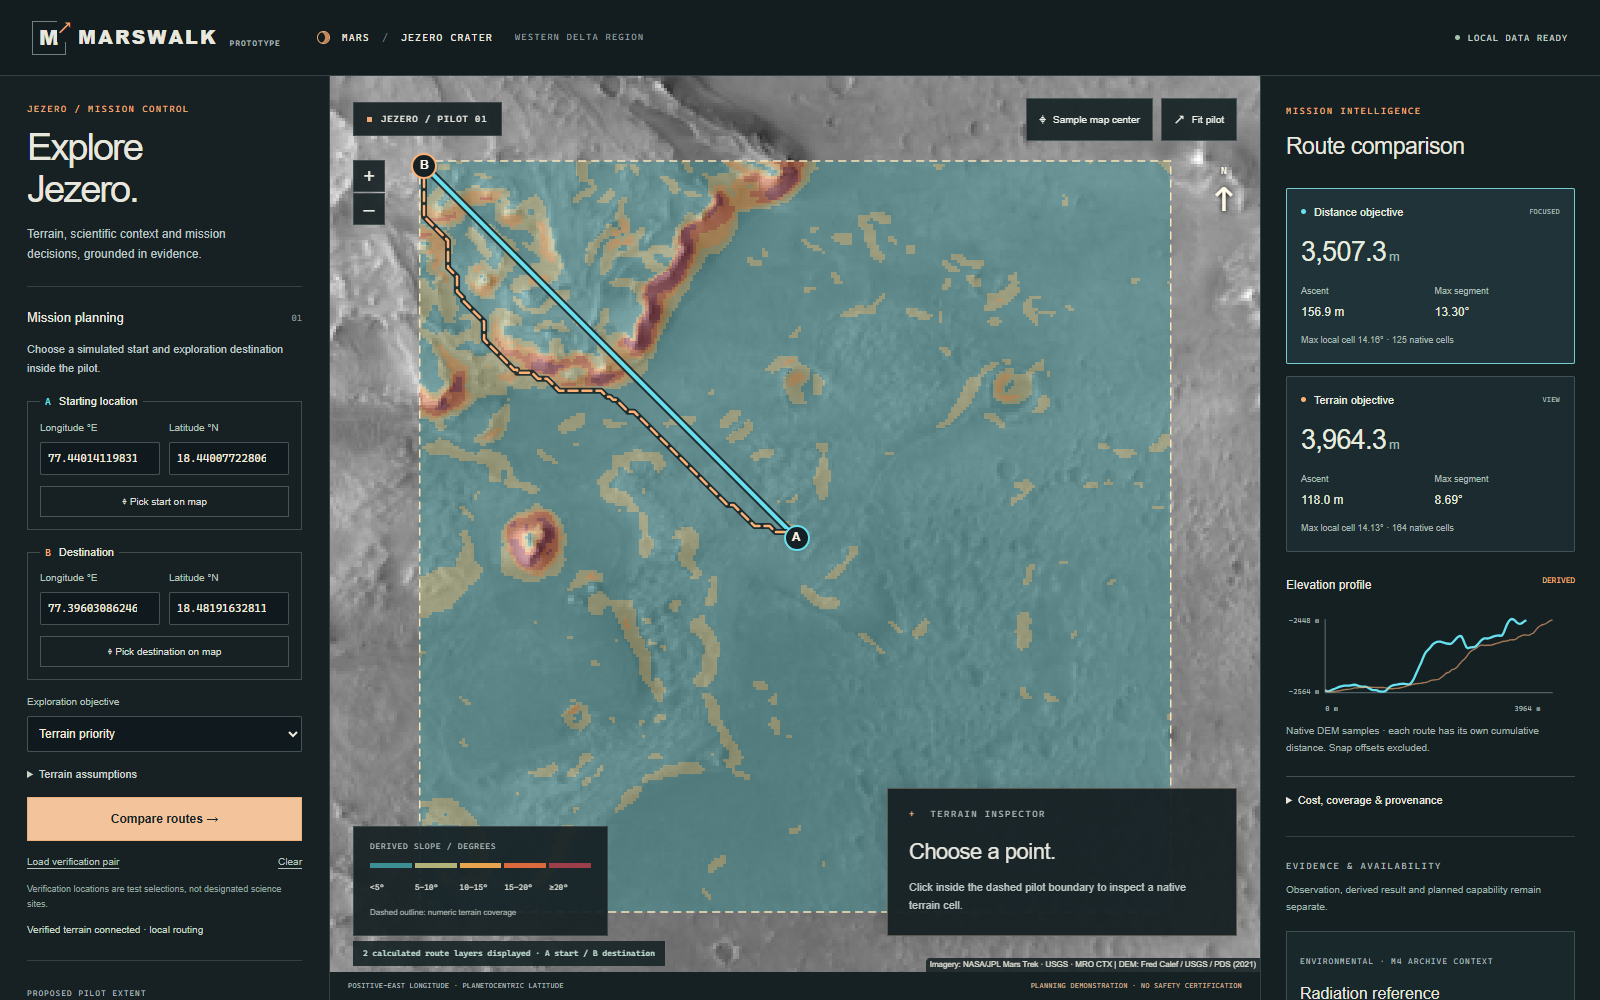 M MARSWALK PROTOTYPE
MARS / JEZERO CRATER WESTERN DELTA REGION
LOCAL DATA READY
JEZERO / MISSION CONTROL
Explore
Jezero.
Terrain, scientific context and mission
decisions, grounded in evidence.
Mission planning 01
Choose a simulated start and exploration destination
inside the pilot.
A Starting location
Longitude °E Latitude °N
77.44014119831 18.44007722806
Pick start on map
B Destination
Longitude °E Latitude °N
77.39603086246 18.48191632811
Pick destination on map
Exploration objective
Terrain priority
Terrain assumptions
Compare routes →
Load verification pair Clear
Verification locations are test selections, not designated science
sites.
Verified terrain connected · local routing
PROPOSED PILOT EXTENT
JEZERO / PILOT 01
Sample map center
Fit pilot
+
−
N
B
A
DERIVED SLOPE / DEGREES
<5° 5–10° 10–15° 15–20° ≥20°
Dashed outline: numeric terrain coverage
2 calculated route layers displayed · A start / B destination
+ TERRAIN INSPECTOR
Choose a point.
Click inside the dashed pilot boundary to inspect a native
terrain cell.
Imagery: NASA/JPL Mars Trek · USGS · MRO CTX | DEM: Fred Calef / USGS / PDS (2021)
POSITIVE-EAST LONGITUDE · PLANETOCENTRIC LATITUDE
PLANNING DEMONSTRATION · NO SAFETY CERTIFICATION
MISSION INTELLIGENCE
Route comparison
Distance objective FOCUSED
3,507.3 m
Ascent Max segment
156.9 m 13.30°
Max local cell 14.16° · 125 native cells
Terrain objective VIEW
3,964.3 m
Ascent Max segment
118.0 m 8.69°
Max local cell 14.13° · 164 native cells
Elevation profile DERIVED
−2448 m
−2564 m
0 m 3964 m
Native DEM samples · each route has its own cumulative
distance. Snap offsets excluded.
Cost, coverage & provenance
EVIDENCE & AVAILABILITY
Observation, derived result and planned capability remain
separate.
ENVIRONMENTAL · M4 ARCHIVE CONTEXT
Radiation reference